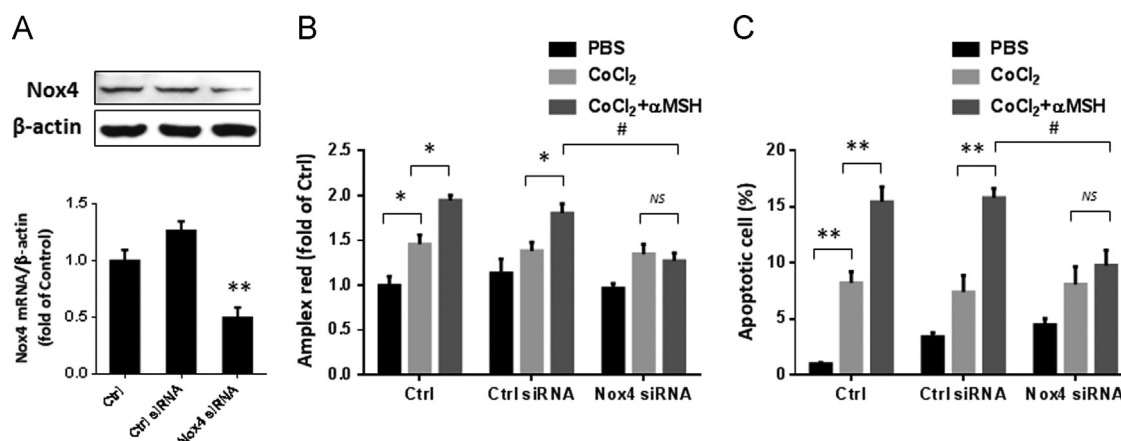 A
Nox4
β-actin
Nox4 mRNA/β-actin
(fold of Control)
1.5
1.0
0.5
0.0
**
Ctrl
Ctrl siRNA
Nox4 siRNA
B
PBS
CoCl₂
CoCl₂+αMSH
Amplex red (fold of Ctrl)
2.5
2.0
1.5
1.0
0.5
0.0
*
*
*
#
NS
Ctrl
Ctrl siRNA
Nox4 siRNA
C
PBS
CoCl₂
CoCl₂+αMSH
Apoptotic cell (%)
20
15
10
5
0
**
**
**
#
NS
Ctrl
Ctrl siRNA
Nox4 siRNA